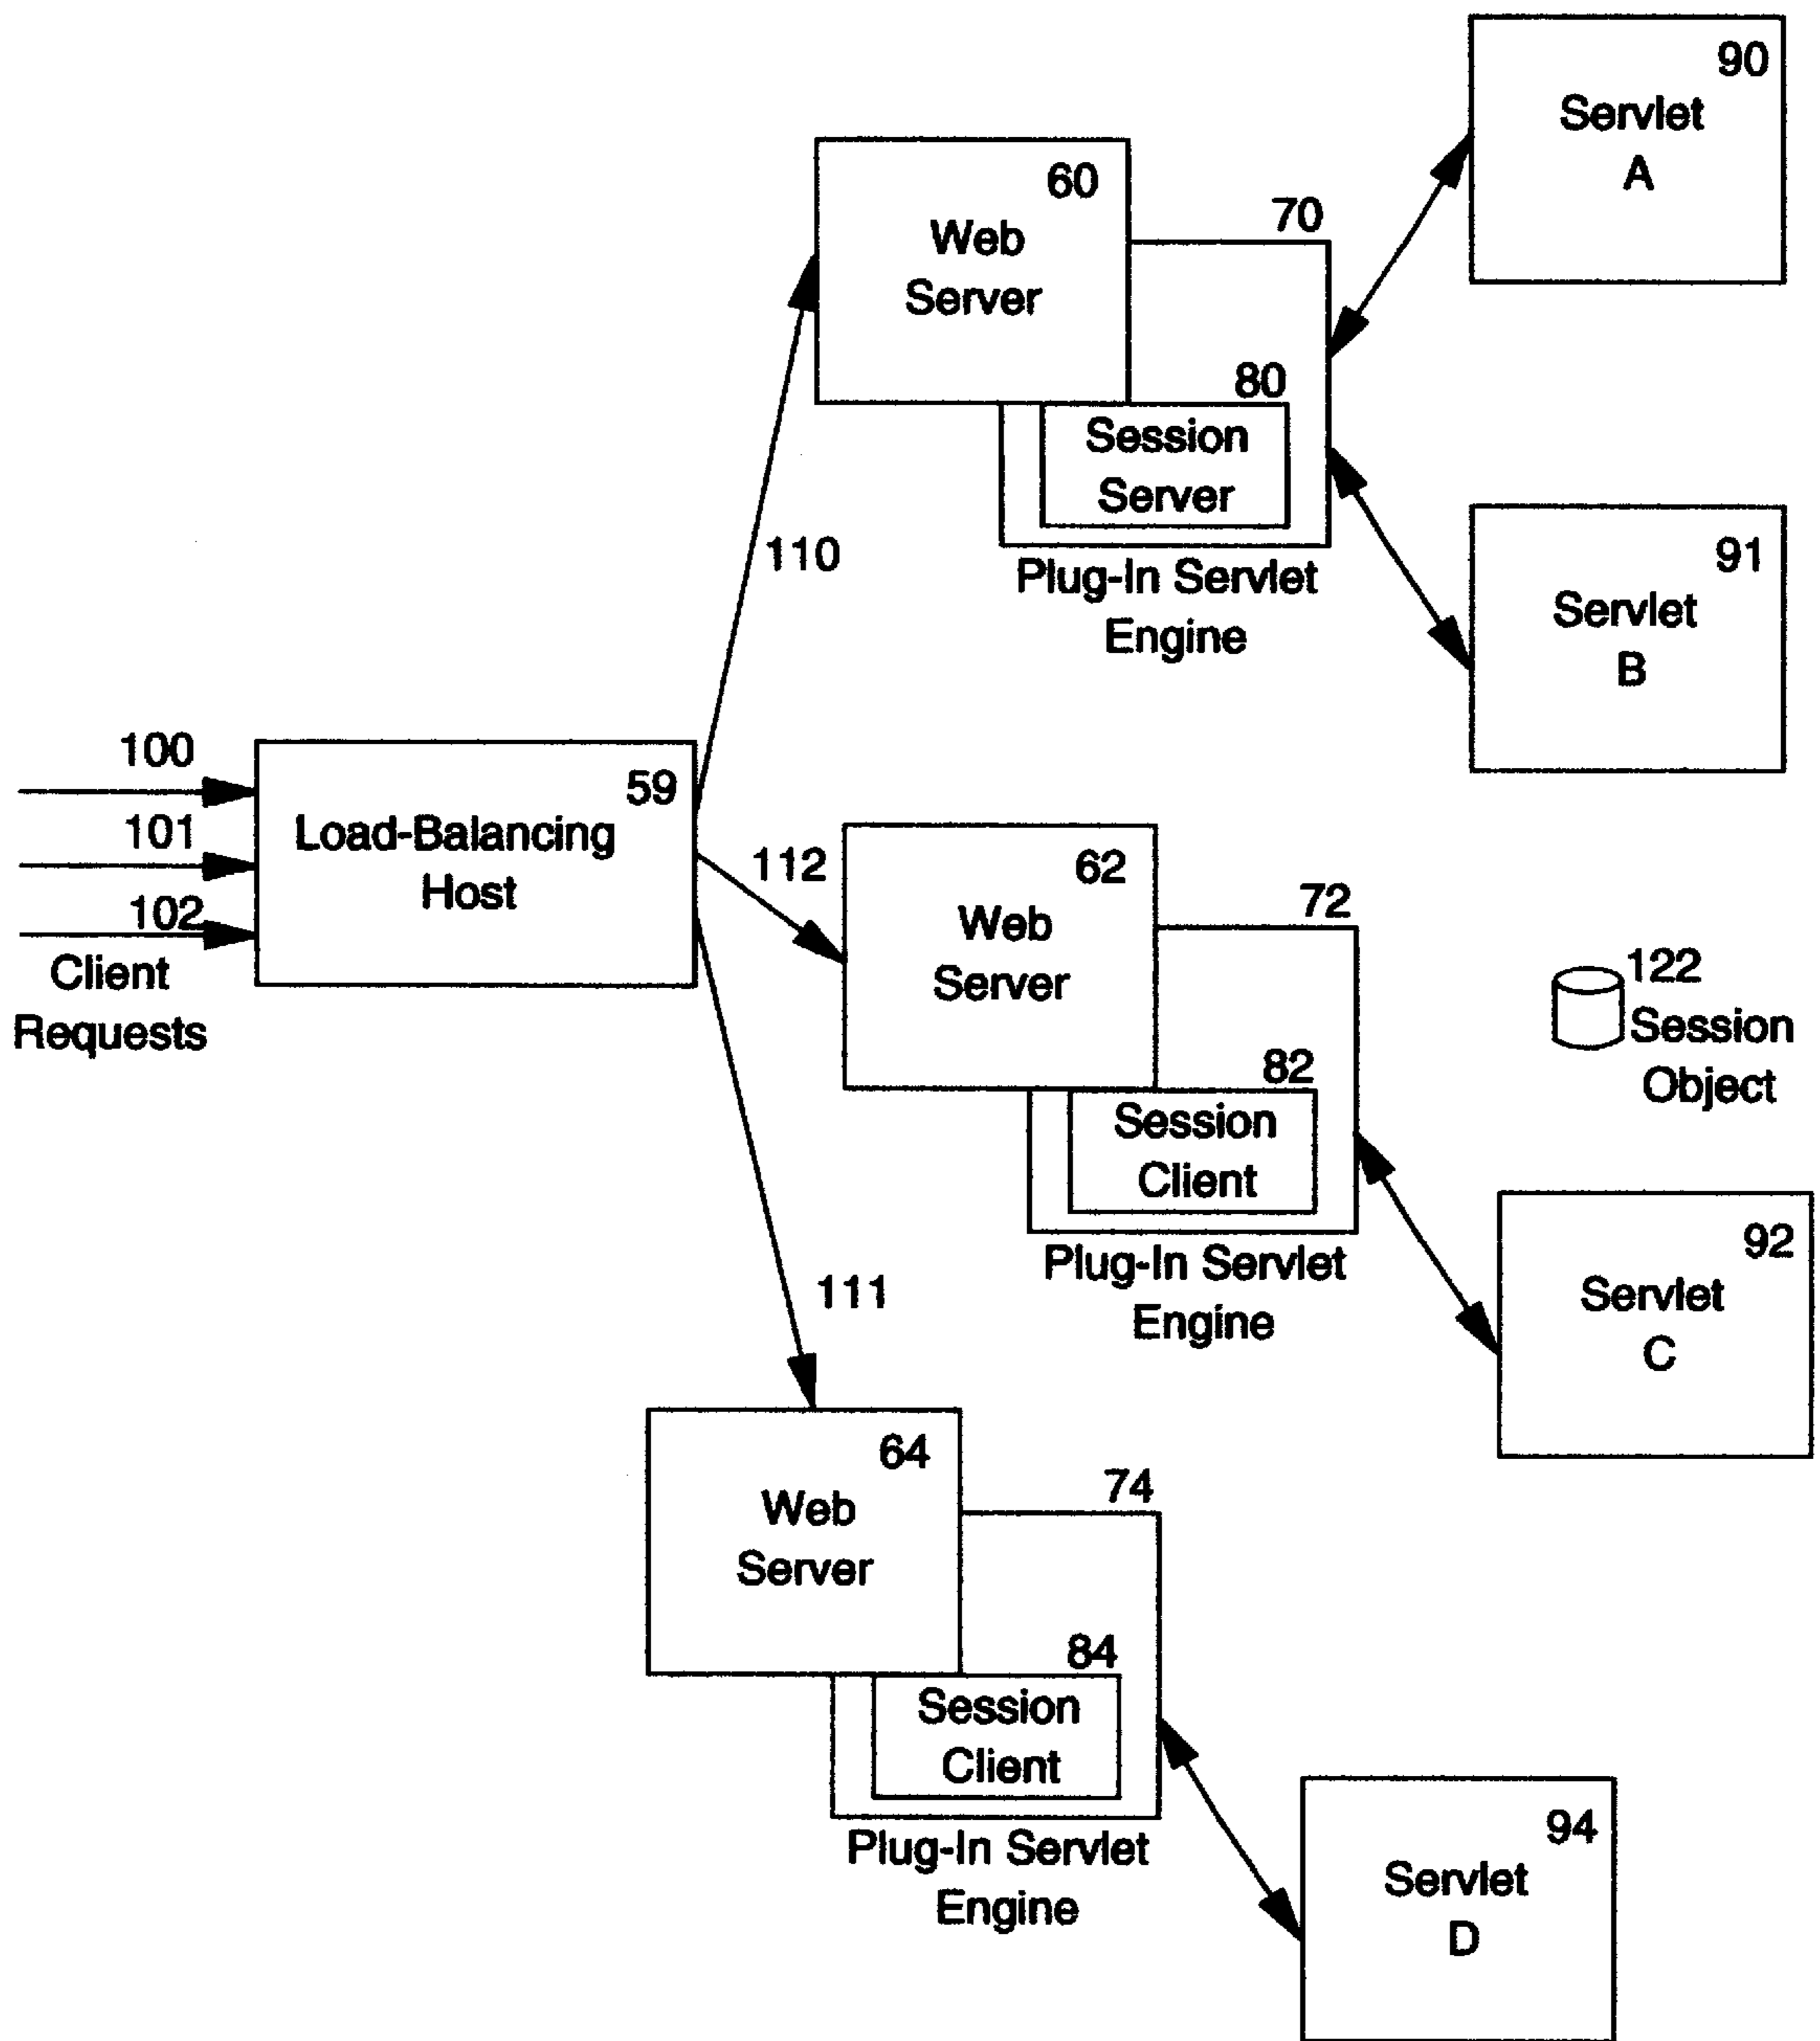 90
Servlet
A
60
Web
Server
70
80
Session
Server
Plug-In Servlet
Engine
110
91
Servlet
B
100
101
102
Client
Requests
59
Load-Balancing
Host
112
62
Web
Server
72
82
Session
Client
Plug-In Servlet
Engine
122
Session
Object
92
Servlet
C
111
64
Web
Server
74
84
Session
Client
Plug-In Servlet
Engine
94
Servlet
D